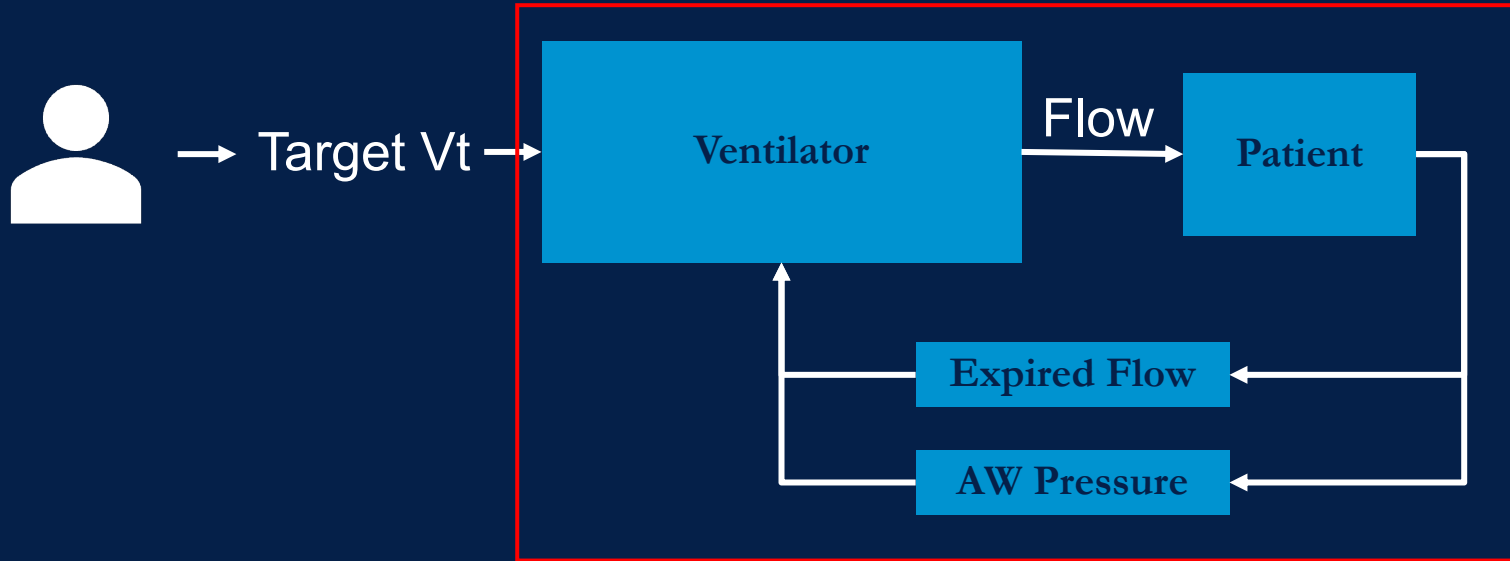 Target Vt
Ventilator
Flow
Patient
Expired Flow
AW Pressure